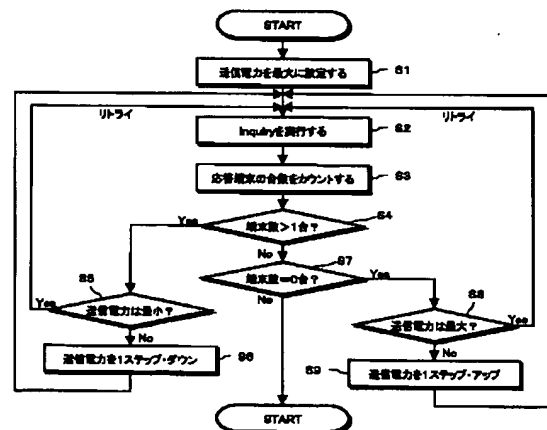 START
送信電力を最大に設定する
S1
リトライ
リトライ
Inquiryを実行する
S2
応答端末の台数をカウントする
S3
端末数>1台?
S4
Yes
No
端末数=0台?
S7
Yes
No
S5
送信電力は最小?
Yes
No
送信電力を1ステップ・ダウン
S6
S8
送信電力は最大?
Yes
No
送信電力を1ステップ・アップ
S9
START